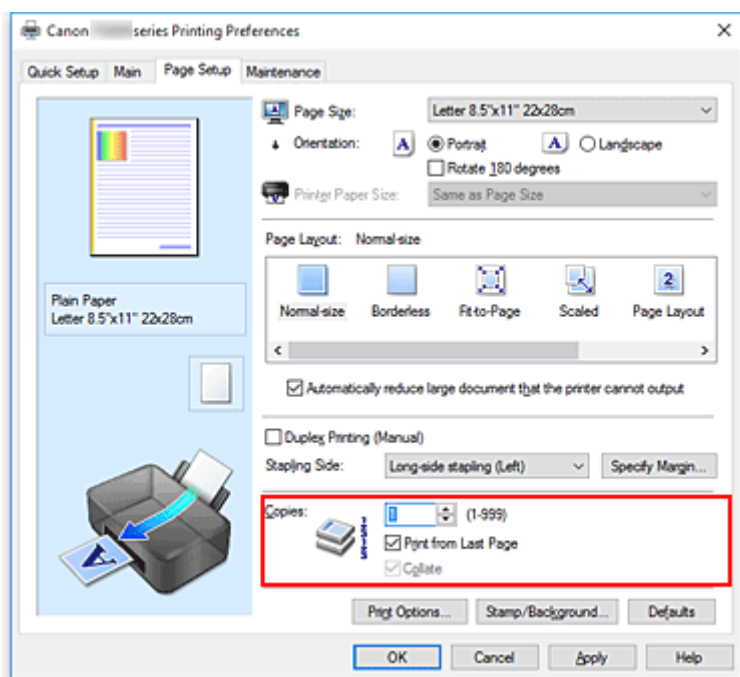 Canon series Printing Preferences
Quick Setup Main Page Setup Maintenance
Page Size: Letter 8.5"x11" 22x28cm
Orientation: A Portrait A Landscape
Rotate 180 degrees
Printer Paper Size: Same as Page Size
Page Layout: Normal-size
2
Normal-size Borderless Fit-to-Page Scaled Page Layout
Plain Paper
Letter 8.5"x11" 22x28cm
Automatically reduce large document that the printer cannot output
Duplex Printing (Manual)
Stapling Side: Long-side stapling (Left) Specify Margin...
Copies: 1 (1-999)
Print from Last Page
Collate
A
Print Options... Stamp/Background... Defaults
OK Cancel Apply Help